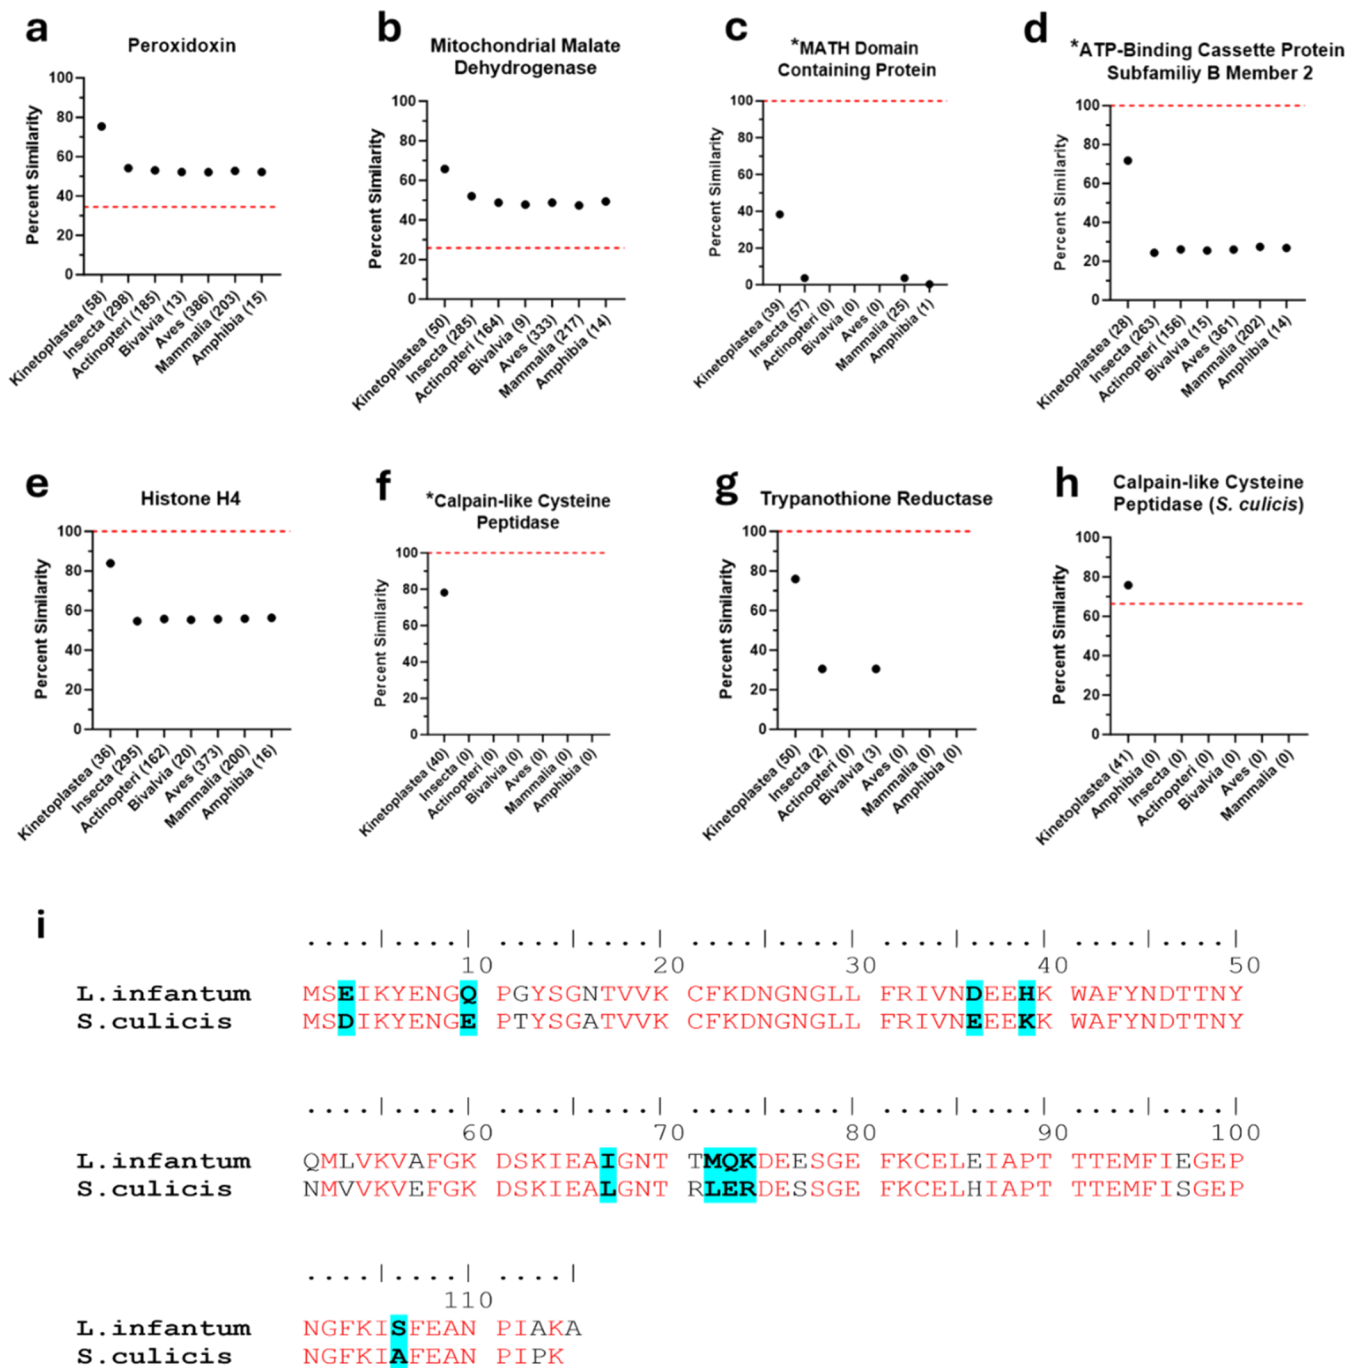 a
Peroxidoxin
Percent Similarity
100
80
60
40
20
0
Kinetoplastea (58)
Insecta (298)
Actinopteri (185)
Bivalvia (13)
Aves (386)
Mammalia (203)
Amphibia (15)
b
Mitochondrial Malate
Dehydrogenase
Percent Similarity
100
80
60
40
20
0
Kinetoplastea (50)
Insecta (285)
Actinopteri (164)
Bivalvia (9)
Aves (333)
Mammalia (217)
Amphibia (14)
c
*MATH Domain
Containing Protein
Percent Similarity
100
80
60
40
20
0
Kinetoplastea (39)
Insecta (57)
Actinopteri (0)
Bivalvia (0)
Aves (0)
Mammalia (25)
Amphibia (1)
d
*ATP-Binding Cassette Protein
Subfamiliy B Member 2
Percent Similarity
100
80
60
40
20
0
Kinetoplastea (28)
Insecta (263)
Actinopteri (156)
Bivalvia (15)
Aves (361)
Mammalia (202)
Amphibia (14)
e
Histone H4
Percent Similarity
100
80
60
40
20
0
Kinetoplastea (36)
Insecta (295)
Actinopteri (162)
Bivalvia (20)
Aves (373)
Mammalia (200)
Amphibia (16)
f
*Calpain-like Cysteine
Peptidase
Percent Similarity
100
80
60
40
20
0
Kinetoplastea (40)
Insecta (0)
Actinopteri (0)
Bivalvia (0)
Aves (0)
Mammalia (0)
Amphibia (0)
g
Trypanothione Reductase
Percent Similarity
100
80
60
40
20
0
Kinetoplastea (50)
Insecta (2)
Actinopteri (0)
Bivalvia (3)
Aves (0)
Mammalia (0)
Amphibia (0)
h
Calpain-like Cysteine
Peptidase (S. culicis)
Percent Similarity
100
80
60
40
20
0
Kinetoplastea (41)
Amphibia (0)
Insecta (0)
Actinopteri (0)
Bivalvia (0)
Aves (0)
Mammalia (0)
i
....|....| ....|....| ....|....| ....|....| ....|....|
10 20 30 40 50
L.infantum MSEIKYENGQ PGYSGNTVVK CFKDNGNGLL FRIVNDEEHK WAFYNDTTNY
S.culicis MSDIKYENGE PTYSGATVVK CFKDNGNGLL FRIVNEEEKK WAFYNDTTNY
....|....| ....|....| ....|....| ....|....| ....|....|
60 70 80 90 100
L.infantum QMLVKVAFGK DSKIEAIGNT TMQKDEESGE FKCELEIAPT TTEMFIEGEP
S.culicis NMVVKVEFGK DSKIEALGNT RLERDESSGE FKCELHIAPT TTEMFISGEP
....|....| ....|
110
L.infantum NGFKISFEAN PIAKA
S.culicis NGFKIAFEAN PIPK